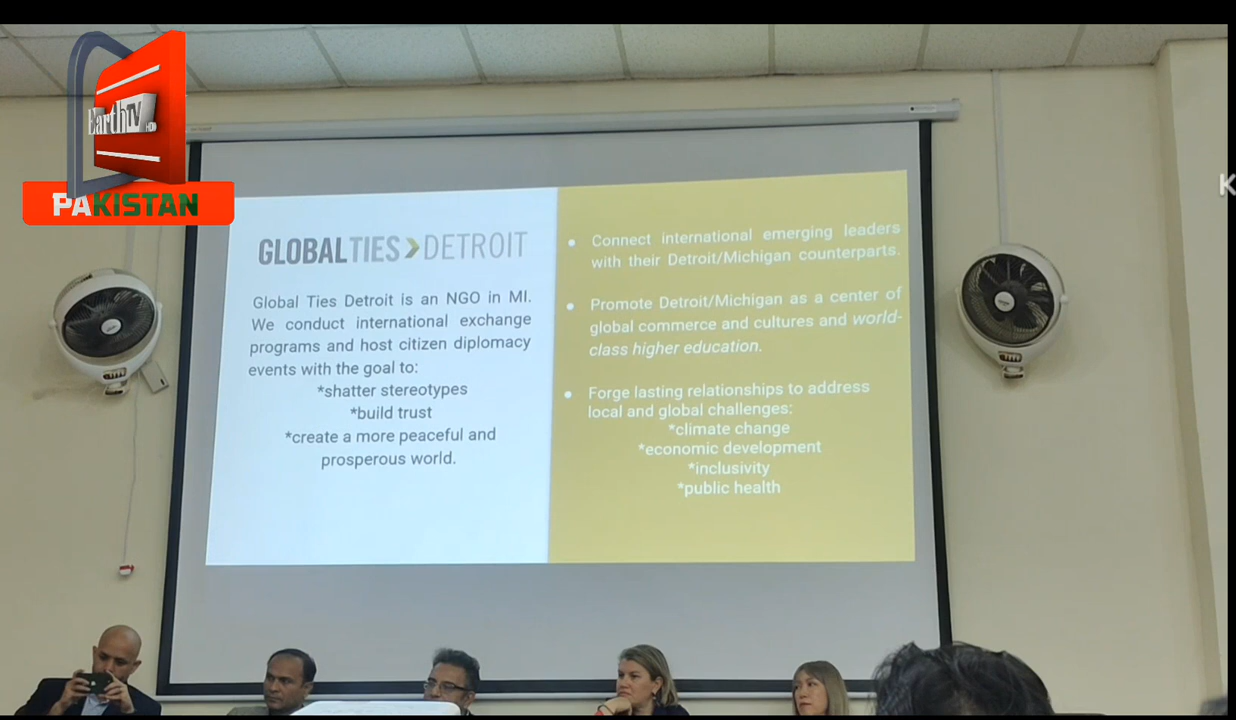 EarthTV HD
PAKISTAN
GLOBALTIES>DETROIT
Global Ties Detroit is an NGO in MI.
We conduct international exchange
programs and host citizen diplomacy
events with the goal to:
*shatter stereotypes
*build trust
*create a more peaceful and
prosperous world.
Connect international emerging leaders
with their Detroit/Michigan counterparts.
Promote Detroit/Michigan as a center of
global commerce and cultures and world-
class higher education.
Forge lasting relationships to address
local and global challenges:
*climate change
*economic development
*inclusivity
*public health
K